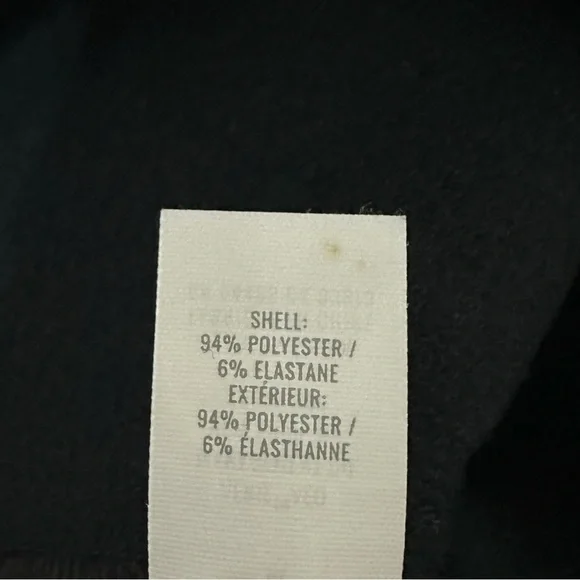 SHELL:
94% POLYESTER /
6% ELASTANE
EXTÉRIEUR:
94% POLYESTER /
6% ÉLASTHANNE